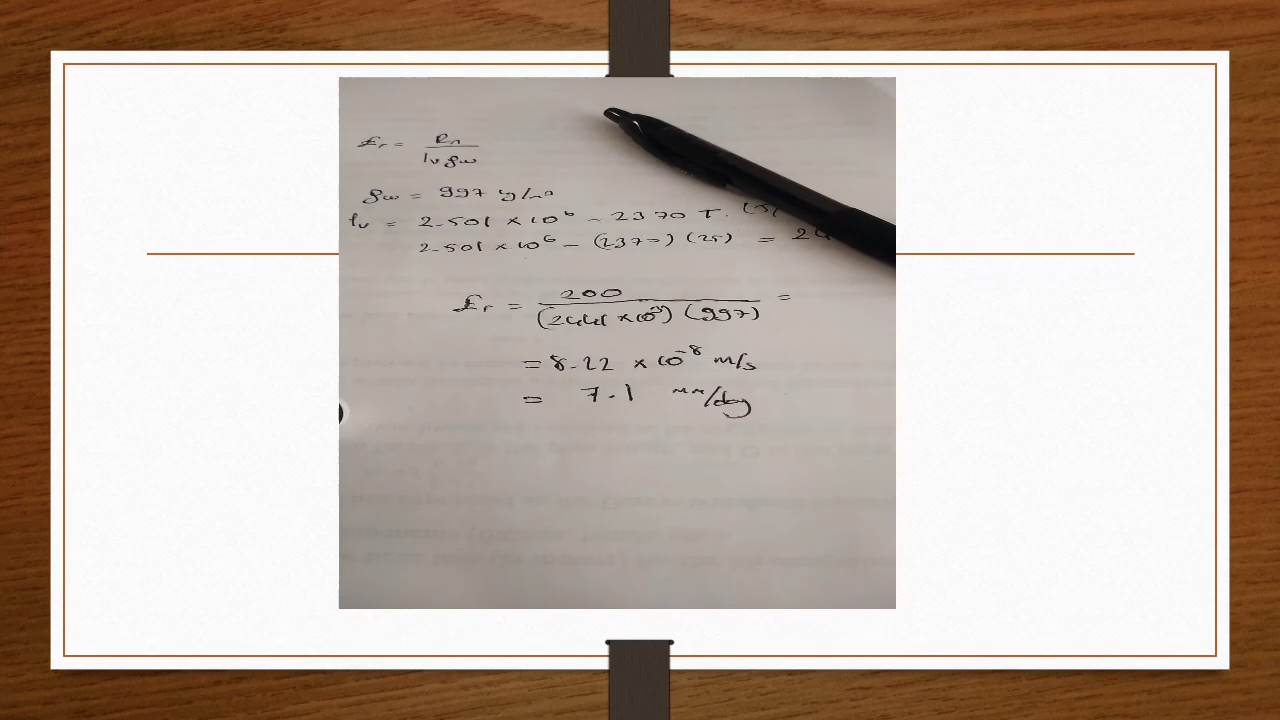 Er = Rn / lv ρw
ρw = 997 kg/m³
lv = 2.501 × 10⁶ - 2370 T.
2.501 × 10⁶ - (2370) (25) = 24
Er = 200 / (2441 × 10³) (997) =
= 8.22 × 10⁻⁸ m/s
= 7.1 mm/day